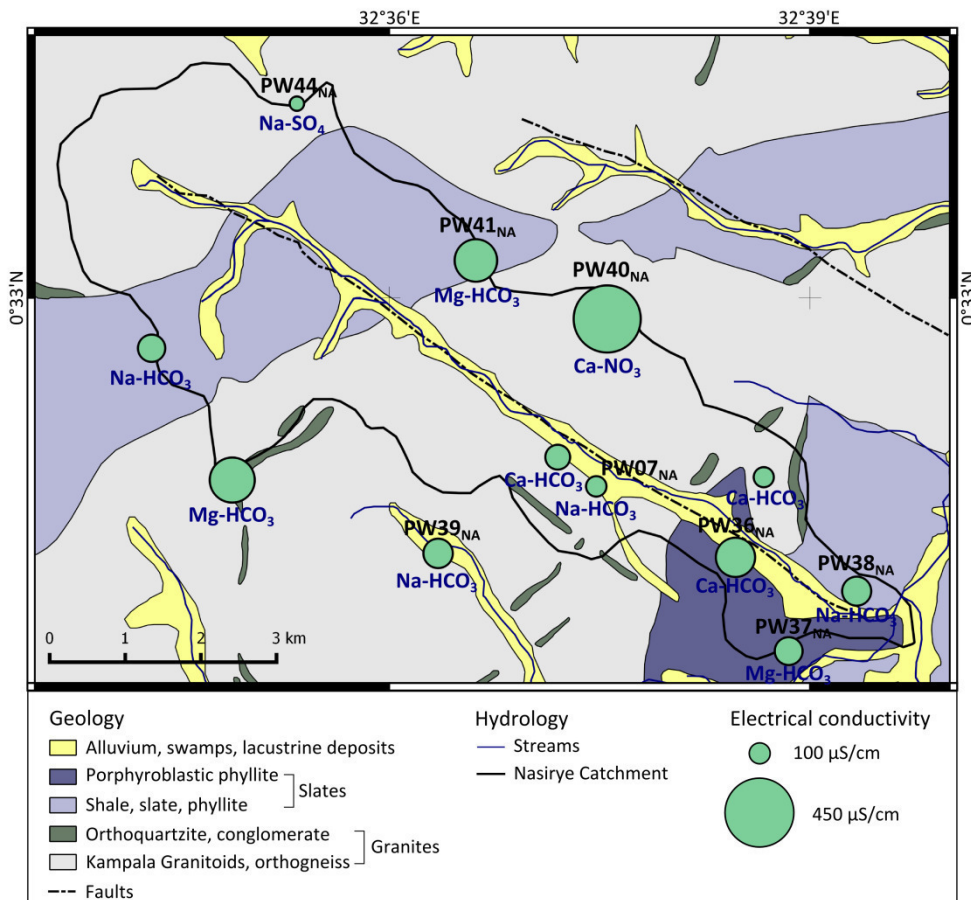 32°36'E
32°39'E
PW44NA
Na-SO₄
PW41NA
Mg-HCO₃
PW40NA
Ca-NO₃
0°33'N
0°33'N
Na-HCO₃
Mg-HCO₃
Ca-HCO₃
PW07NA
Na-HCO₃
Ca-HCO₃
PW39NA
Na-HCO₃
PW36NA
Ca-HCO₃
PW38NA
Na-HCO₃
PW37NA
Mg-HCO₃
0 1 2 3 km
Geology
Alluvium, swamps, lacustrine deposits
Porphyroblastic phyllite
Slates
Shale, slate, phyllite
Orthoquartzite, conglomerate
Granites
Kampala Granitoids, orthogneiss
Faults
Hydrology
Streams
Nasirye Catchment
Electrical conductivity
100 µS/cm
450 µS/cm